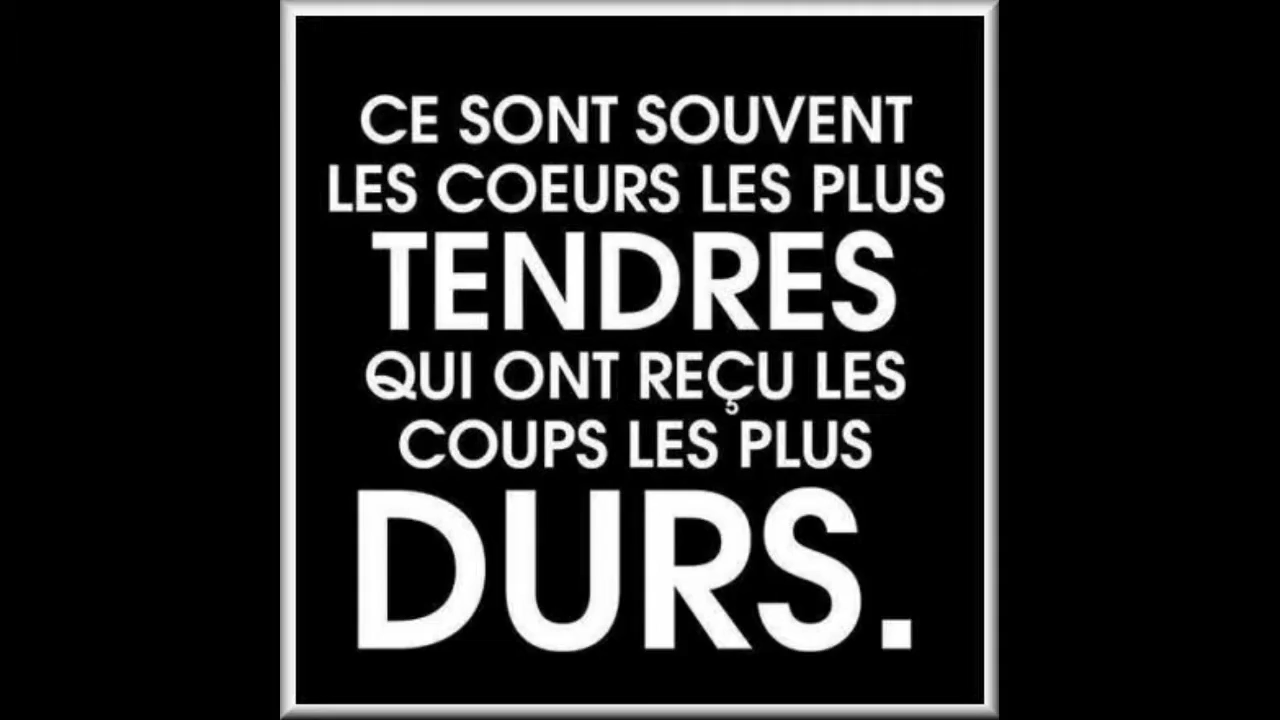 CE SONT SOUVENT
LES COEURS LES PLUS
TENDRES
QUI ONT REÇU LES
COUPS LES PLUS
DURS.